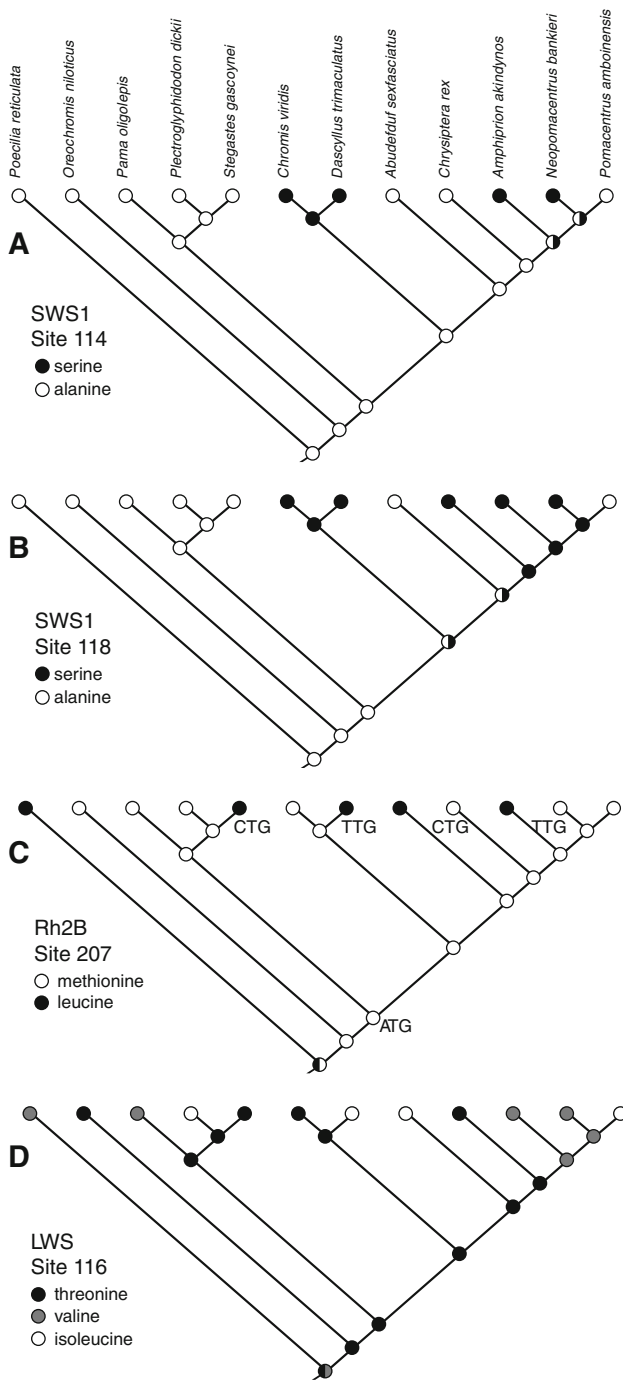 Poecilia reticulata
Oreochromis niloticus
Parma oligolepis
Plectroglyphidodon dickii
Stegastes gascoynei
Chromis viridis
Dascyllus trimaculatus
Abudefduf sexfasciatus
Chrysiptera rex
Amphiprion akindynos
Neopomacentrus bankieri
Pomacentrus amboinensis
A
SWS1
Site 114
serine
alanine
B
SWS1
Site 118
serine
alanine
CTG
TTG
CTG
TTG
C
Rh2B
Site 207
methionine
leucine
ATG
D
LWS
Site 116
threonine
valine
isoleucine